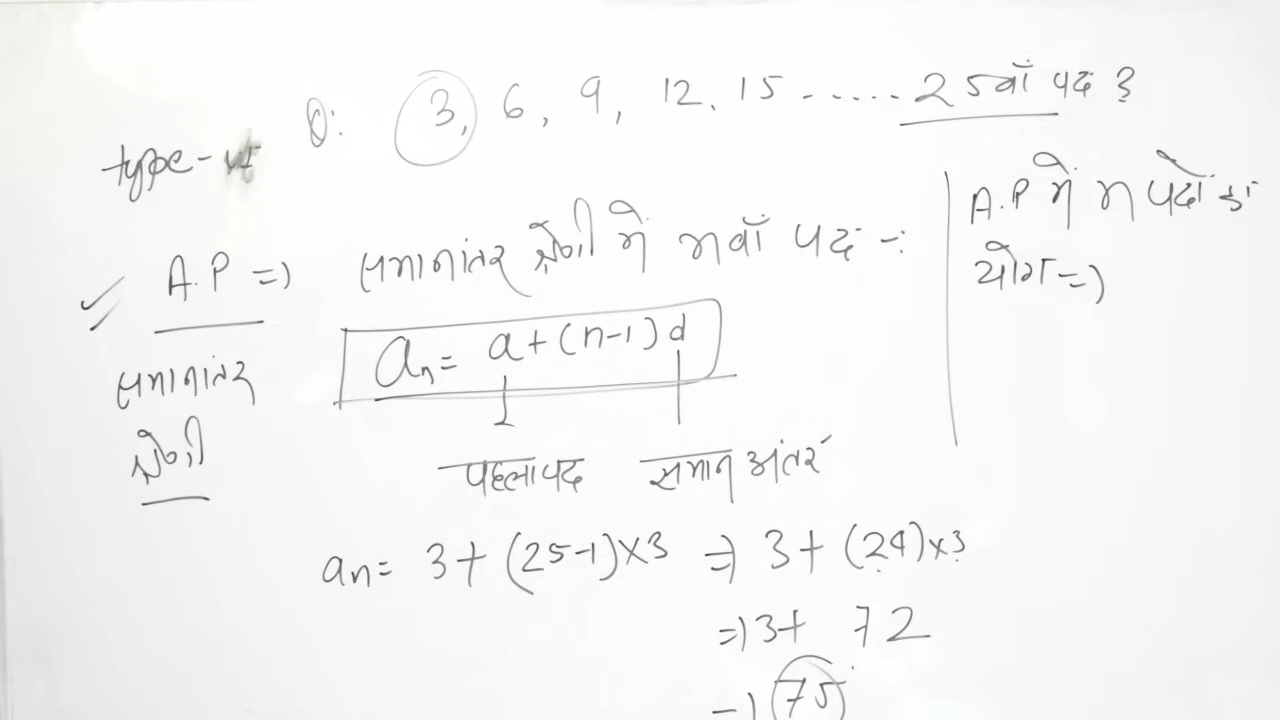 Q: 3, 6, 9, 12, 15 ...... 25वाँ पद ?
type-
A.P => समानांतर श्रेणी में nवाँ पद -:
समानांतर
श्रेणी
an = a + (n-1) d
पहला पद समान अंतर
an = 3 + (25-1)×3 => 3 + (24)×3
=> 3 + 72
75
A.P में n पदों का
योग =>